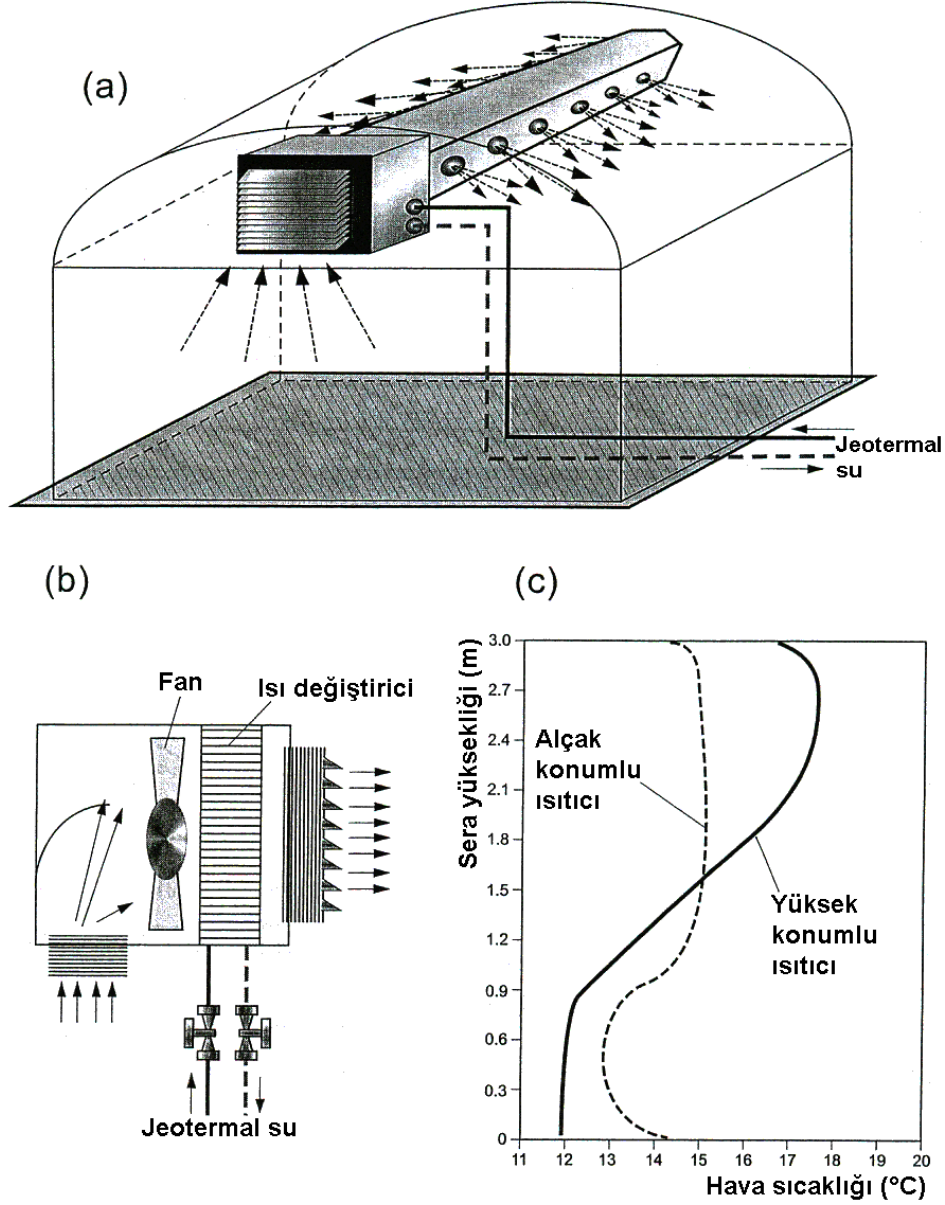 (a)
Jeotermal
su
(b)
Fan
Isı değiştirici
Jeotermal su
(c)
Sera yüksekliği (m)
3.0
2.7
2.4
2.1
1.8
1.5
1.2
0.9
0.6
0.3
0
Alçak
konumlu
ısıtıcı
Yüksek
konumlu
ısıtıcı
11 12 13 14 15 16 17 18 19 20
Hava sıcaklığı (°C)